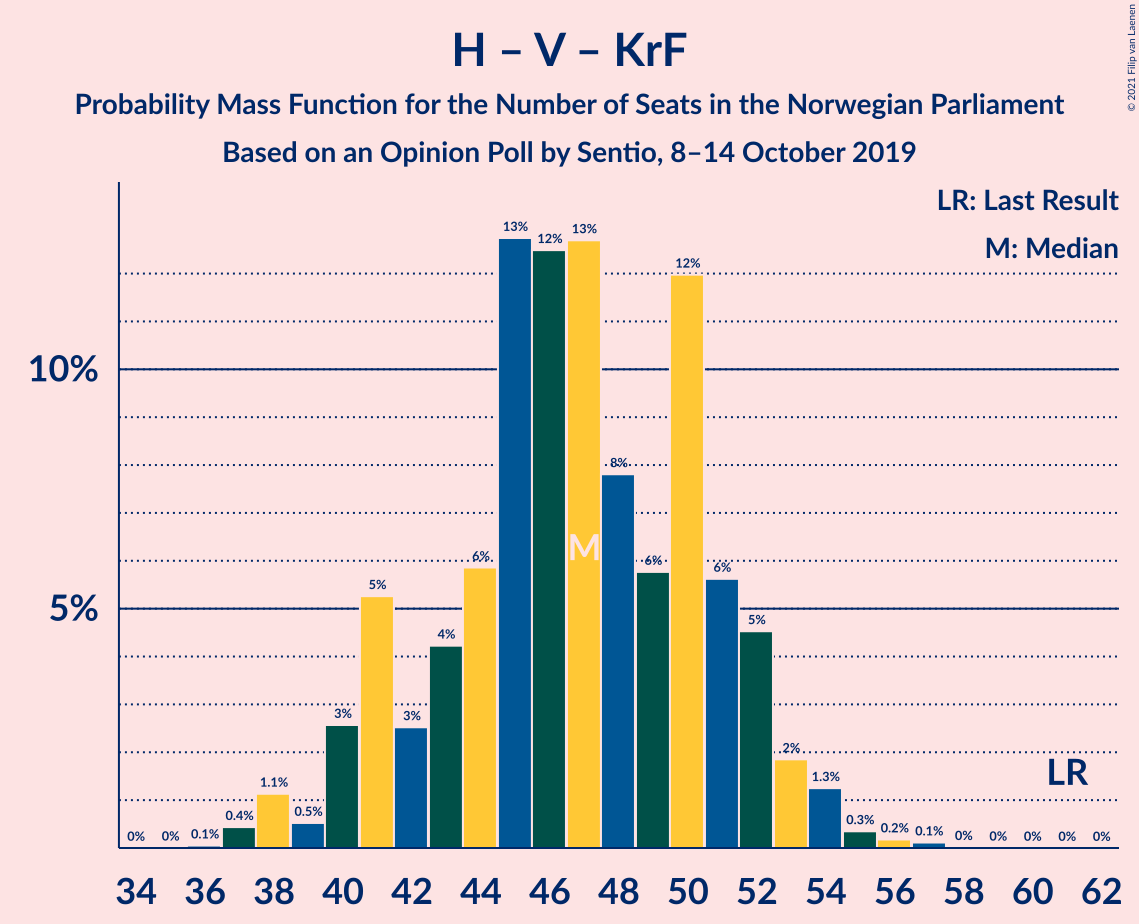 H – V – KrF
Probability Mass Function for the Number of Seats in the Norwegian Parliament
Based on an Opinion Poll by Sentio, 8–14 October 2019
© 2021 Filip van Laenen
LR: Last Result
M: Median
10%
5%
0% 0% 0.1% 0.4% 1.1% 0.5% 3% 5% 3% 4% 6% 13% 12% 13% 8% 6% 12% 6% 5% 2% 1.3% 0.3% 0.2% 0.1% 0% 0% 0% 0% 0%
M
LR
34 36 38 40 42 44 46 48 50 52 54 56 58 60 62